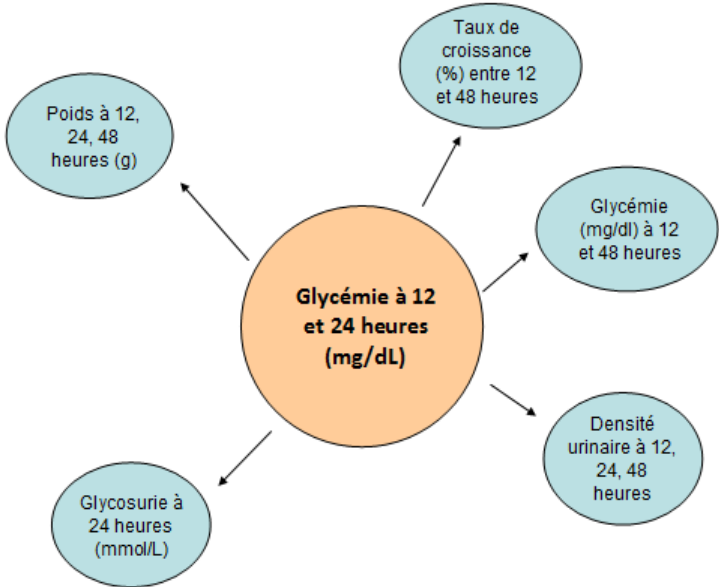 Taux de
croissance
(%) entre 12
et 48 heures
Poids à 12,
24, 48
heures (g)
Glycémie
(mg/dl) à 12
et 48 heures
Glycémie à 12
et 24 heures
(mg/dL)
Densité
urinaire à 12,
24, 48
heures
Glycosurie à
24 heures
(mmol/L)